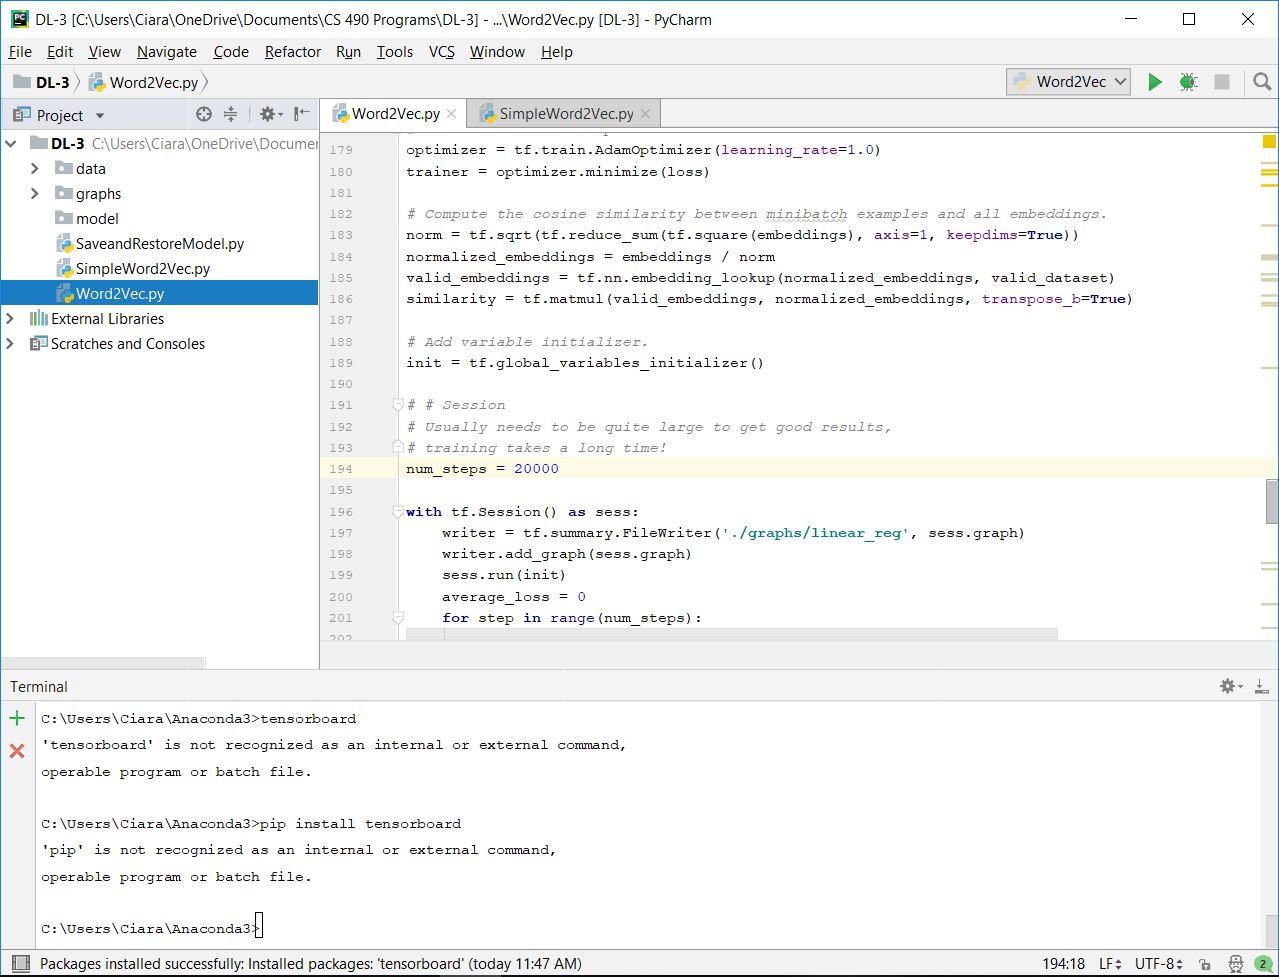 DL-3 [C:\Users\Ciara\OneDrive\Documents\CS 490 Programs\DL-3] - ...\Word2Vec.py [DL-3] - PyCharm
File Edit View Navigate Code Refactor Run Tools VCS Window Help
DL-3 Word2Vec.py Word2Vec
Project
Word2Vec.py SimpleWord2Vec.py
DL-3 C:\Users\Ciara\OneDrive\Documer
data
graphs
model
SaveandRestoreModel.py
SimpleWord2Vec.py
Word2Vec.py
External Libraries
Scratches and Consoles
179 optimizer = tf.train.AdamOptimizer(learning_rate=1.0)
180 trainer = optimizer.minimize(loss)
181
182 # Compute the cosine similarity between minibatch examples and all embeddings.
183 norm = tf.sqrt(tf.reduce_sum(tf.square(embeddings), axis=1, keepdims=True))
184 normalized_embeddings = embeddings / norm
185 valid_embeddings = tf.nn.embedding_lookup(normalized_embeddings, valid_dataset)
186 similarity = tf.matmul(valid_embeddings, normalized_embeddings, transpose_b=True)
187
188 # Add variable initializer.
189 init = tf.global_variables_initializer()
190
191 # # Session
192 # Usually needs to be quite large to get good results,
193 # training takes a long time!
194 num_steps = 20000
195
196 with tf.Session() as sess:
197 writer = tf.summary.FileWriter('./graphs/linear_reg', sess.graph)
198 writer.add_graph(sess.graph)
199 sess.run(init)
200 average_loss = 0
201 for step in range(num_steps):
202
Terminal
C:\Users\Ciara\Anaconda3>tensorboard
'tensorboard' is not recognized as an internal or external command,
operable program or batch file.
C:\Users\Ciara\Anaconda3>pip install tensorboard
'pip' is not recognized as an internal or external command,
operable program or batch file.
C:\Users\Ciara\Anaconda3>
Packages installed successfully: Installed packages: 'tensorboard' (today 11:47 AM) 194:18 LF UTF-8 2